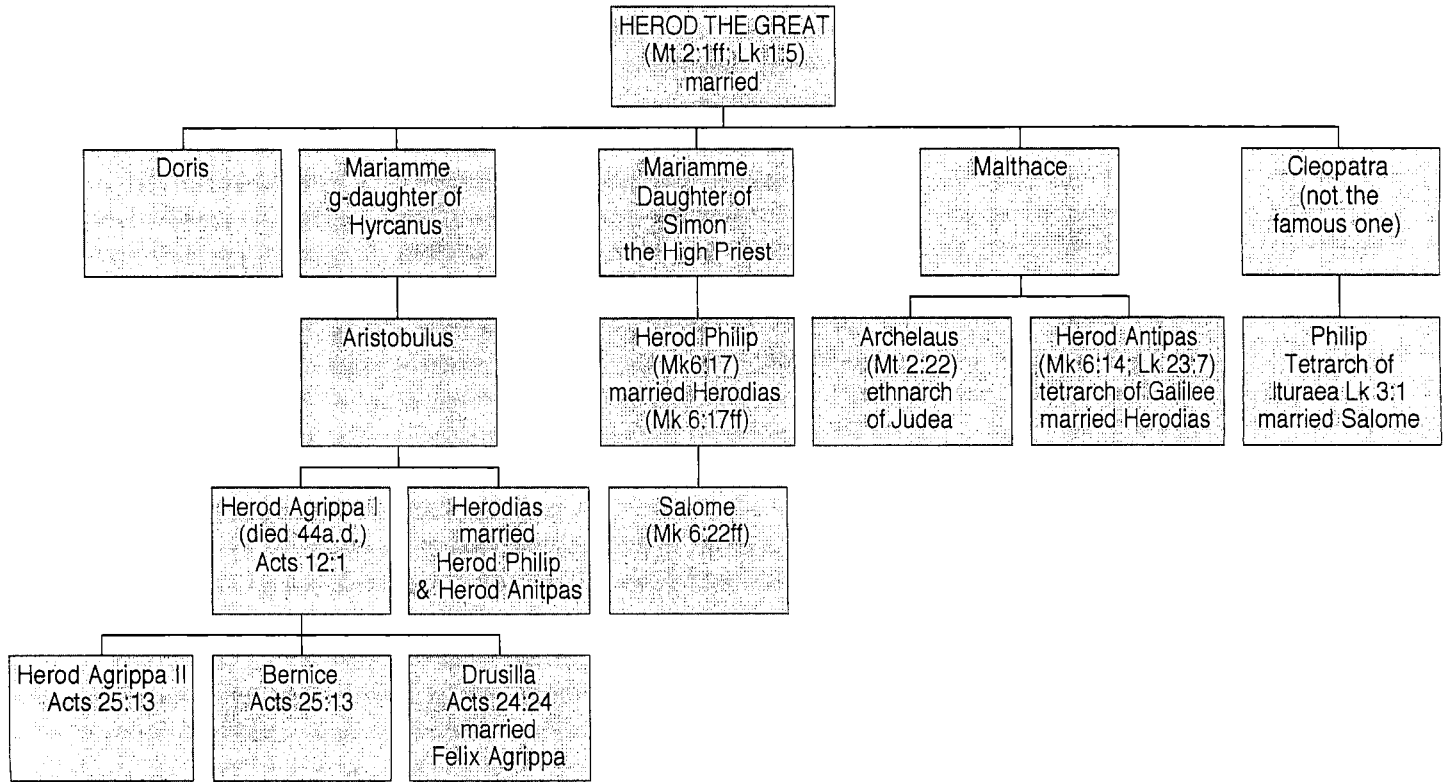 HEROD THE GREAT
(Mt 2:1ff; Lk 1:5)
married
Doris
Mariamme
g-daughter of
Hyrcanus
Mariamme
Daughter of
Simon
the High Priest
Malthace
Cleopatra
(not the
famous one)
Aristobulus
Herod Philip
(Mk6:17)
married Herodias
(Mk 6:17ff)
Archelaus
(Mt 2:22)
ethnarch
of Judea
Herod Antipas
(Mk 6:14; Lk 23:7)
tetrarch of Galilee
married Herodias
Philip
Tetrarch of
Ituraea Lk 3:1
married Salome
Herod Agrippa I
(died 44a.d.)
Acts 12:1
Herodias
married
Herod Philip
& Herod Anitpas
Salome
(Mk 6:22ff)
Herod Agrippa II
Acts 25:13
Bernice
Acts 25:13
Drusilla
Acts 24:24
married
Felix Agrippa